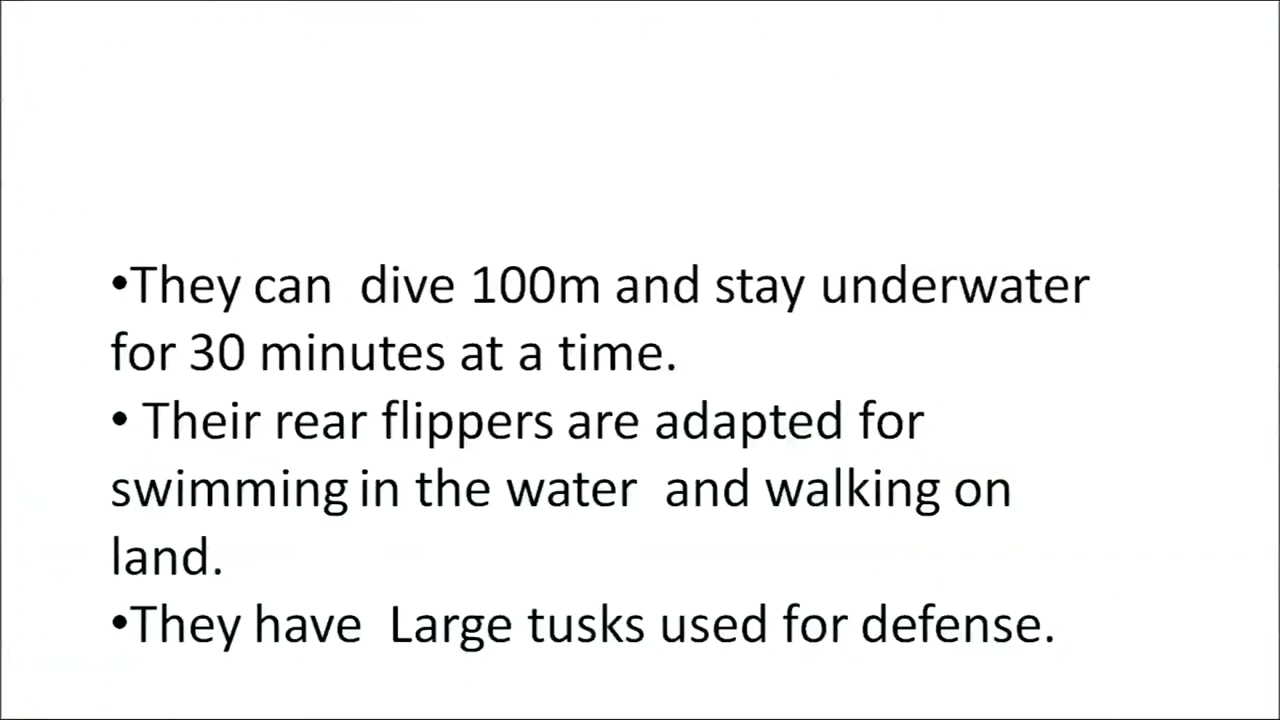 •They can  dive 100m and stay underwater
for 30 minutes at a time.
• Their rear flippers are adapted for
swimming in the water  and walking on
land.
•They have  Large tusks used for defense.